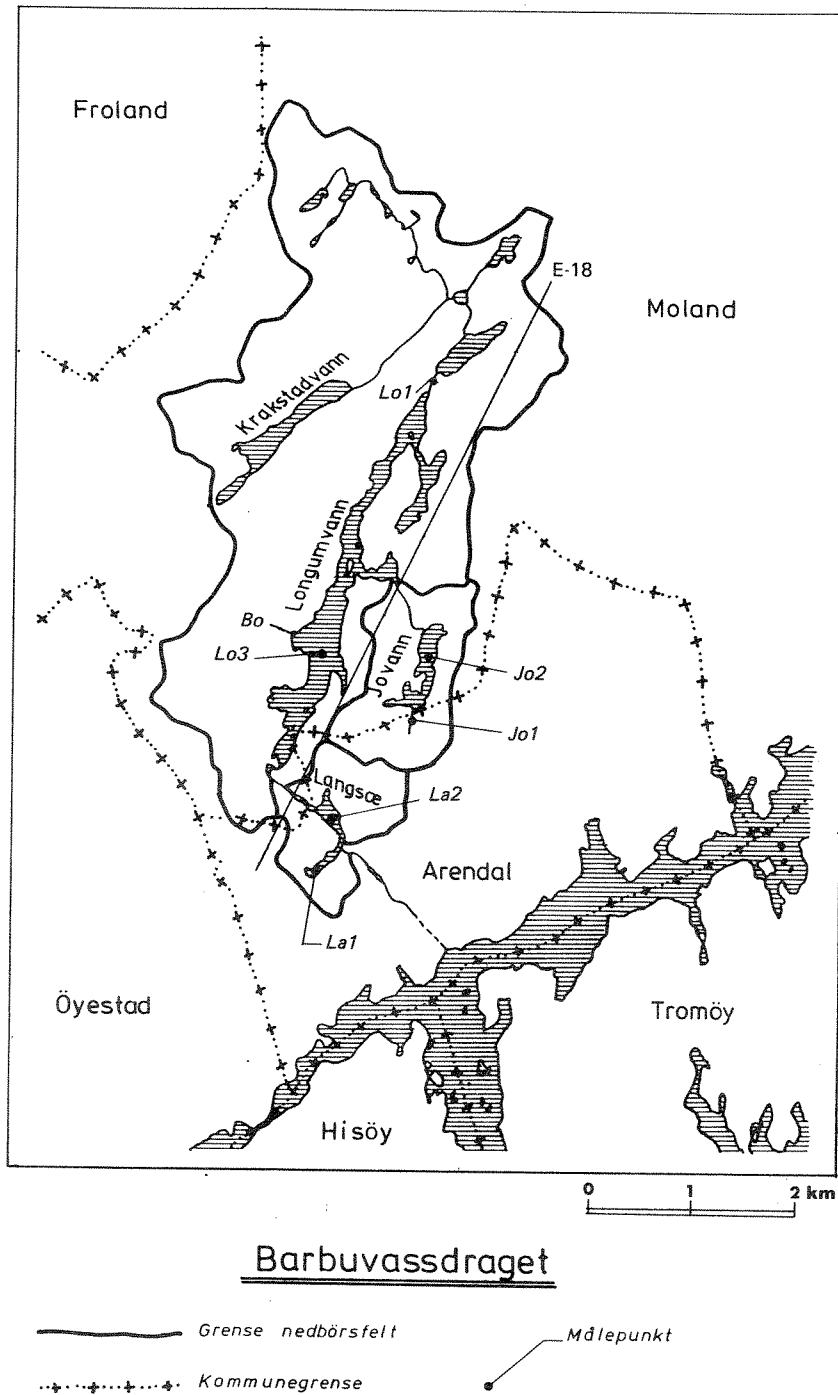 Froland
E-18
Moland
Lo1
Krakstadvann
Longumvann
Bo
Lo3
Jovann
Jo2
Jo1
Langsæ
La2
Arendal
La1
Öyestad
Tromöy
Hisöy
0 1 2 km
Barbuvassdraget
Grense nedbörsfelt
Målepunkt
Kommunegrense